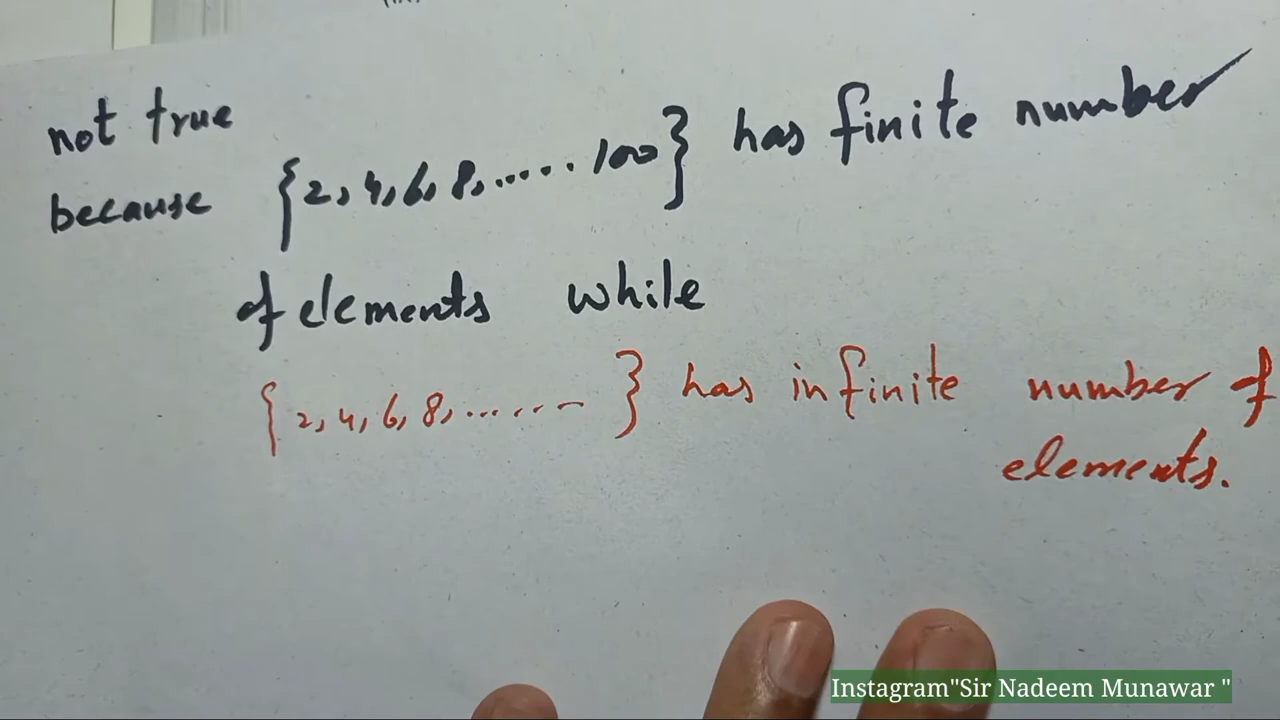 not true
because {2, 4, 6, 8, ..... 100} has finite number
of elements while
{2, 4, 6, 8, ...... } has infinite number of
elements.
Instagram"Sir Nadeem Munawar "